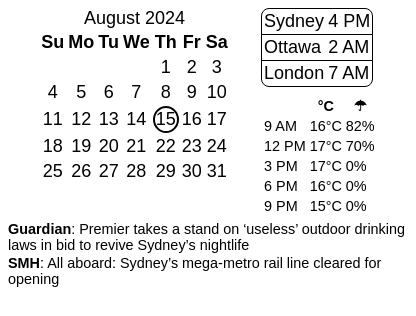 August 2024
Su Mo Tu We Th Fr Sa
1 2 3
4 5 6 7 8 9 10
11 12 13 14 15 16 17
18 19 20 21 22 23 24
25 26 27 28 29 30 31
Sydney 4 PM
Ottawa 2 AM
London 7 AM
°C ☂
9 AM 16°C 82%
12 PM 17°C 70%
3 PM 17°C 0%
6 PM 16°C 0%
9 PM 15°C 0%
Guardian: Premier takes a stand on ‘useless’ outdoor drinking
laws in bid to revive Sydney’s nightlife
SMH: All aboard: Sydney’s mega-metro rail line cleared for
opening